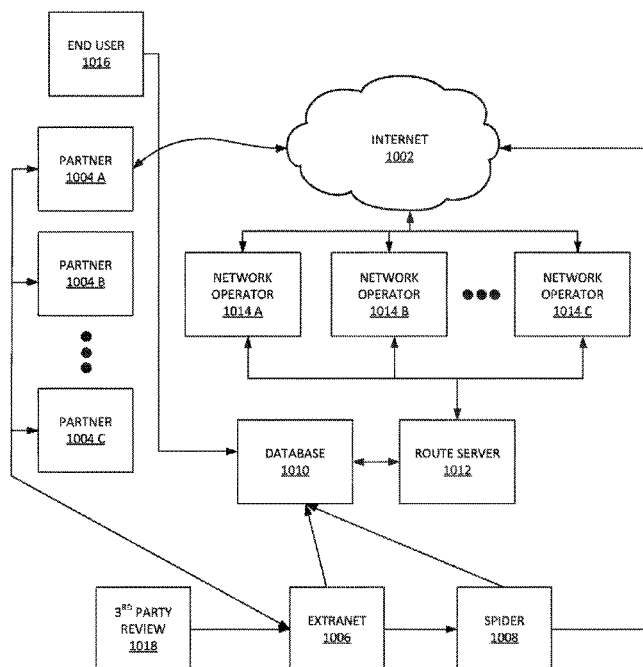 END USER
1016
INTERNET
1002
PARTNER
1004 A
PARTNER
1004 B
NETWORK
OPERATOR
1014 A
NETWORK
OPERATOR
1014 B
NETWORK
OPERATOR
1014 C
PARTNER
1004 C
DATABASE
1010
ROUTE SERVER
1012
3RD PARTY
REVIEW
1018
EXTRANET
1006
SPIDER
1008